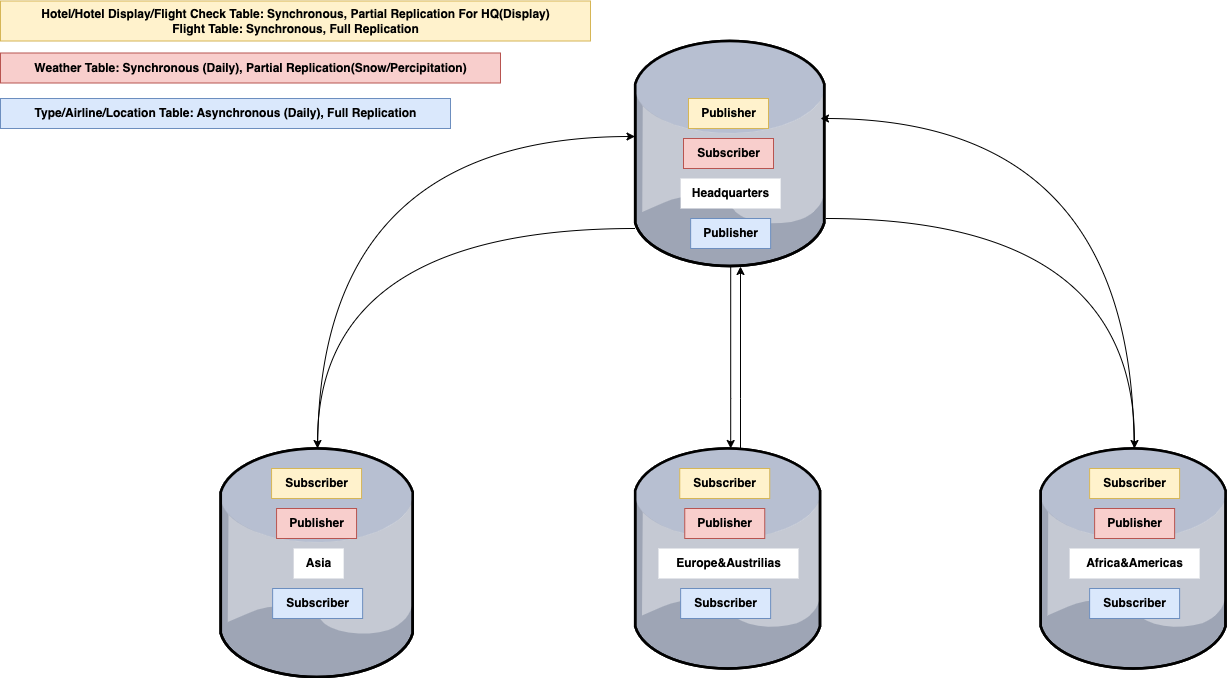 Hotel/Hotel Display/Flight Check Table: Synchronous, Partial Replication For HQ(Display)
Flight Table: Synchronous, Full Replication
Weather Table: Synchronous (Daily), Partial Replication(Snow/Percipitation)
Type/Airline/Location Table: Asynchronous (Daily), Full Replication
Publisher
Subscriber
Headquarters
Publisher
Subscriber
Publisher
Asia
Subscriber
Subscriber
Publisher
Europe&Austrilias
Subscriber
Subscriber
Publisher
Africa&Americas
Subscriber